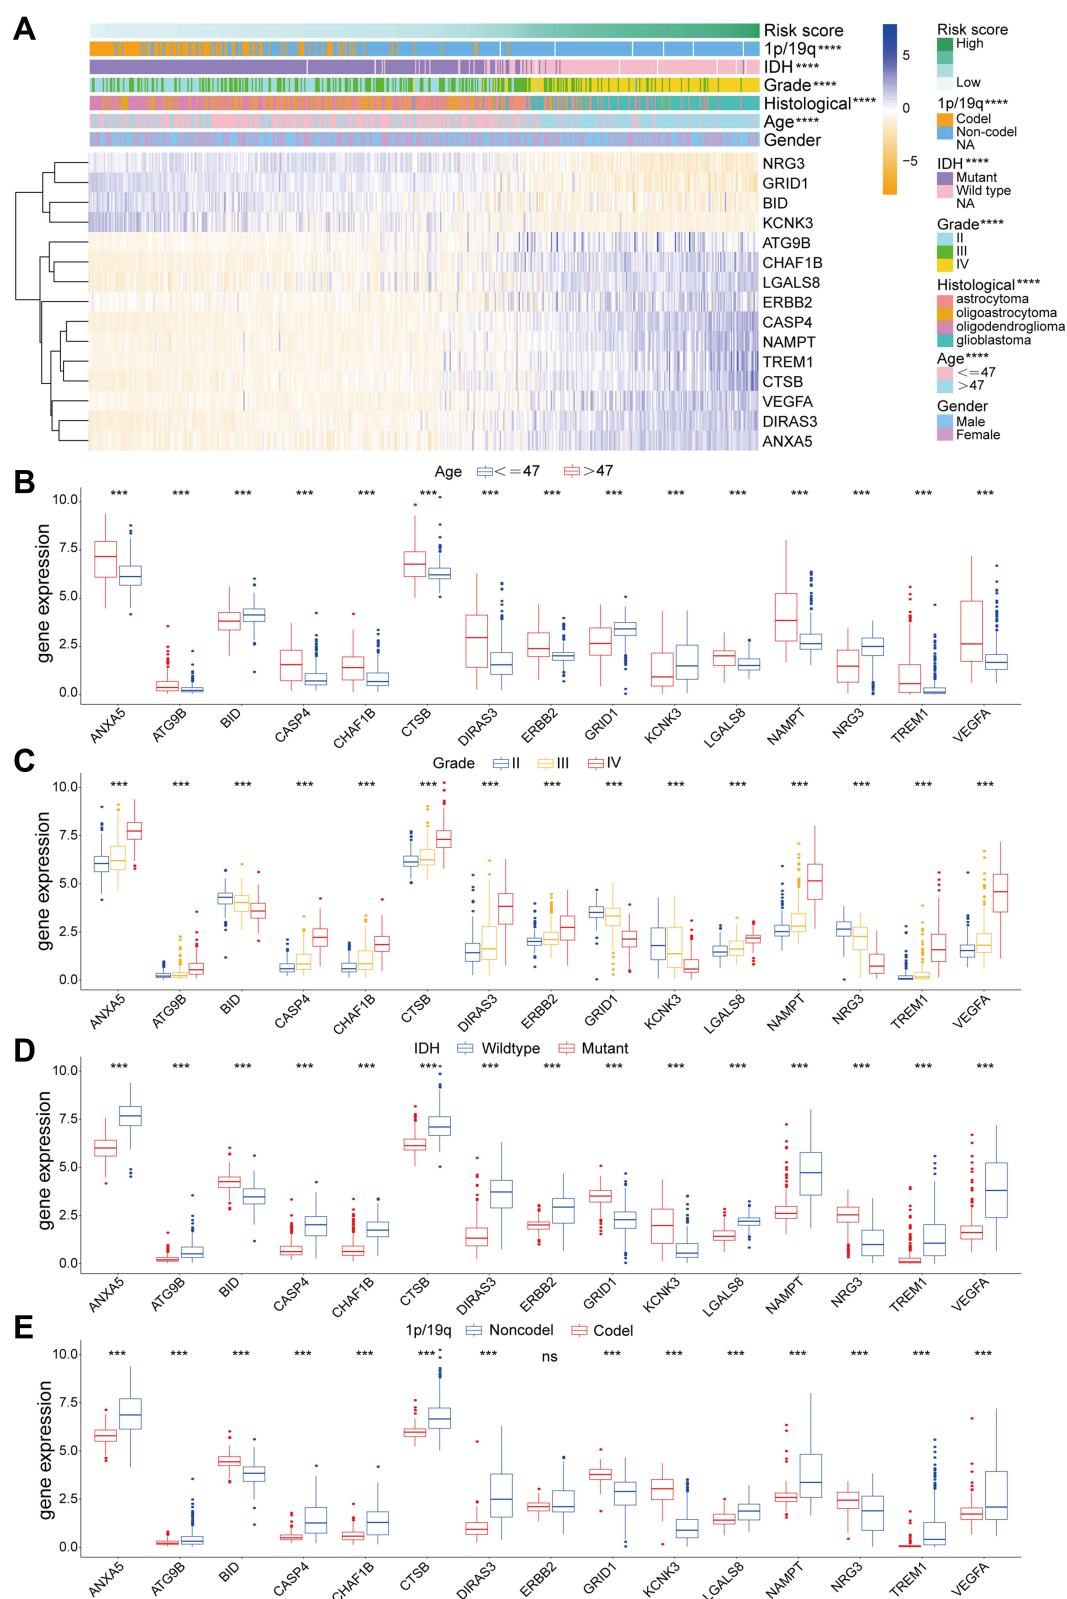 A
Risk score
1p/19q****
IDH****
Grade****
Histological****
Age****
Gender
NRG3
GRID1
BID
KCNK3
ATG9B
CHAF1B
LGALS8
ERBB2
CASP4
NAMPT
TREM1
CTSB
VEGFA
DIRAS3
ANXA5
5
0
−5
Risk score
High
Low
1p/19q****
Codel
Non-codel
NA
IDH****
Mutant
Wild type
NA
Grade****
II
III
IV
Histological****
astrocytoma
oligoastrocytoma
oligodendroglioma
glioblastoma
Age****
<=47
>47
Gender
Male
Female
B
Age <=47 >47
gene expression
10.0
7.5
5.0
2.5
0.0
*** *** *** *** *** *** *** *** *** *** *** *** *** *** ***
ANXA5 ATG9B BID CASP4 CHAF1B CTSB DIRAS3 ERBB2 GRID1 KCNK3 LGALS8 NAMPT NRG3 TREM1 VEGFA
C
Grade II III IV
gene expression
10.0
7.5
5.0
2.5
0.0
*** *** *** *** *** *** *** *** *** *** *** *** *** *** ***
ANXA5 ATG9B BID CASP4 CHAF1B CTSB DIRAS3 ERBB2 GRID1 KCNK3 LGALS8 NAMPT NRG3 TREM1 VEGFA
D
IDH Wildtype Mutant
gene expression
10.0
7.5
5.0
2.5
0.0
*** *** *** *** *** *** *** *** *** *** *** *** *** *** ***
ANXA5 ATG9B BID CASP4 CHAF1B CTSB DIRAS3 ERBB2 GRID1 KCNK3 LGALS8 NAMPT NRG3 TREM1 VEGFA
E
1p/19q Noncodel Codel
gene expression
10.0
7.5
5.0
2.5
0.0
*** *** *** *** *** *** *** ns *** *** *** *** *** *** ***
ANXA5 ATG9B BID CASP4 CHAF1B CTSB DIRAS3 ERBB2 GRID1 KCNK3 LGALS8 NAMPT NRG3 TREM1 VEGFA